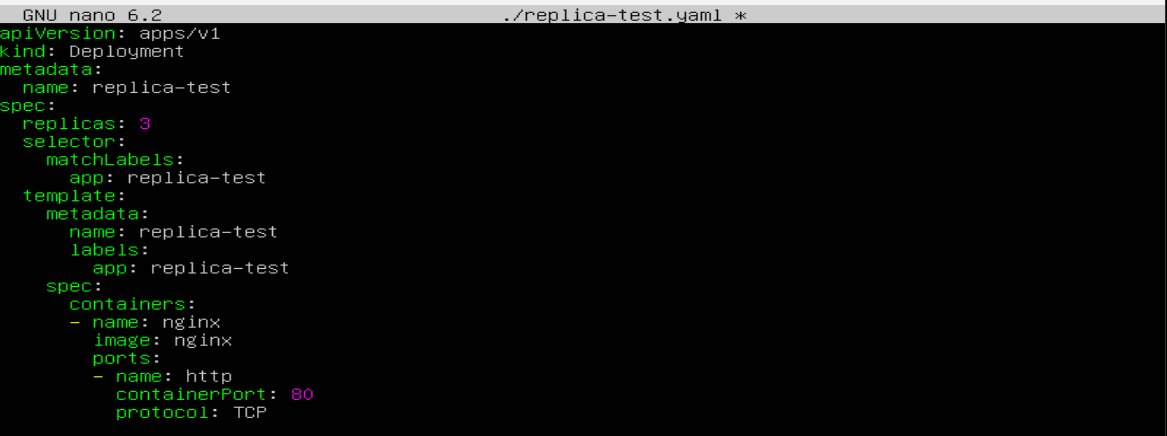 GNU nano 6.2 ./replica-test.yaml *
apiVersion: apps/v1
kind: Deployment
metadata:
  name: replica-test
spec:
  replicas: 3
  selector:
    matchLabels:
      app: replica-test
  template:
    metadata:
      name: replica-test
      labels:
        app: replica-test
    spec:
      containers:
      - name: nginx
        image: nginx
        ports:
        - name: http
          containerPort: 80
          protocol: TCP